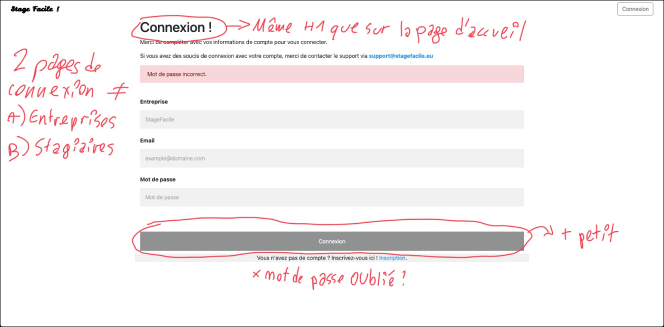 Stage Facile !
Connexion
Connexion ! → Même H1 que sur la page d'accueil
Merci de compléter avec vos informations de compte pour vous connecter.
Si vous avez des soucis de connexion avec votre compte, merci de contacter le support via support@stagefacile.eu
Mot de passe incorrect.
2 pages de
connexion ≠
A) Entreprises
B) Stagiaires
Entreprise
StageFacile
Email
example@domaine.com
Mot de passe
Mot de passe
Connexion
→ + petit
Vous n'avez pas de compte ? Inscrivez-vous ici ! Inscription.
x mot de passe oublié ?